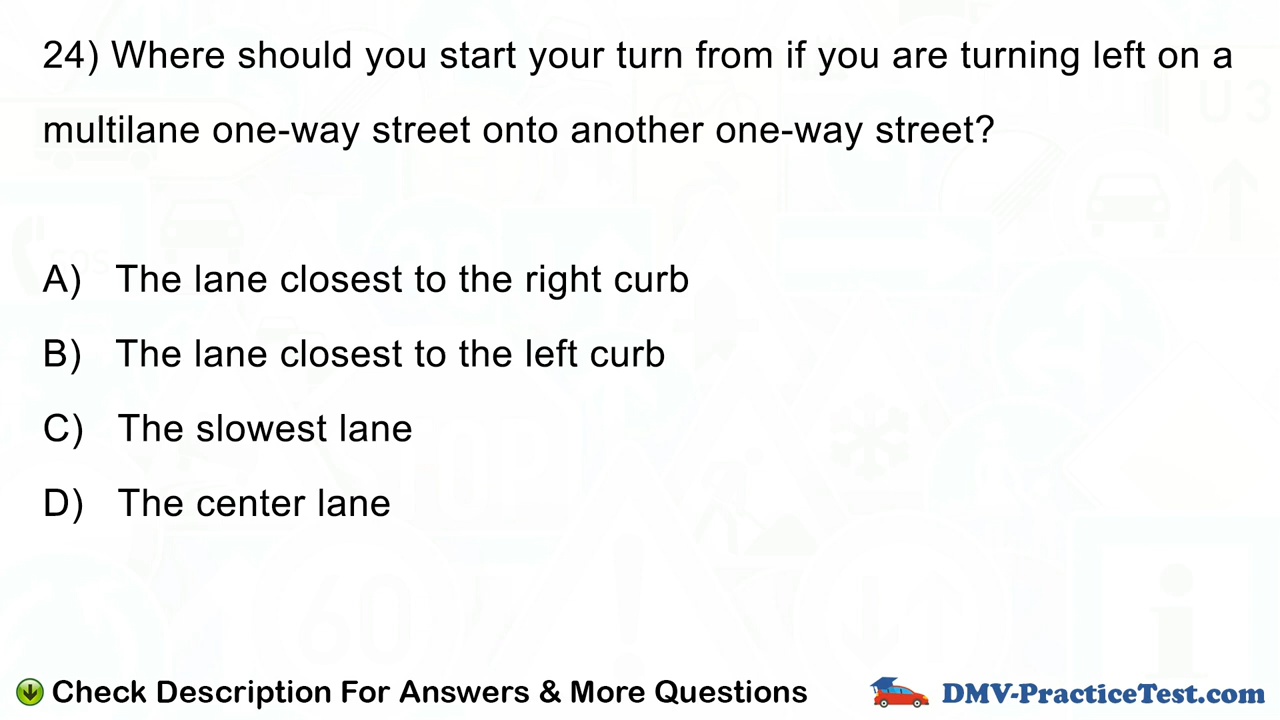 24) Where should you start your turn from if you are turning left on a
multilane one-way street onto another one-way street?
A) The lane closest to the right curb
B) The lane closest to the left curb
C) The slowest lane
D) The center lane
Check Description For Answers & More Questions
DMV-PracticeTest.com